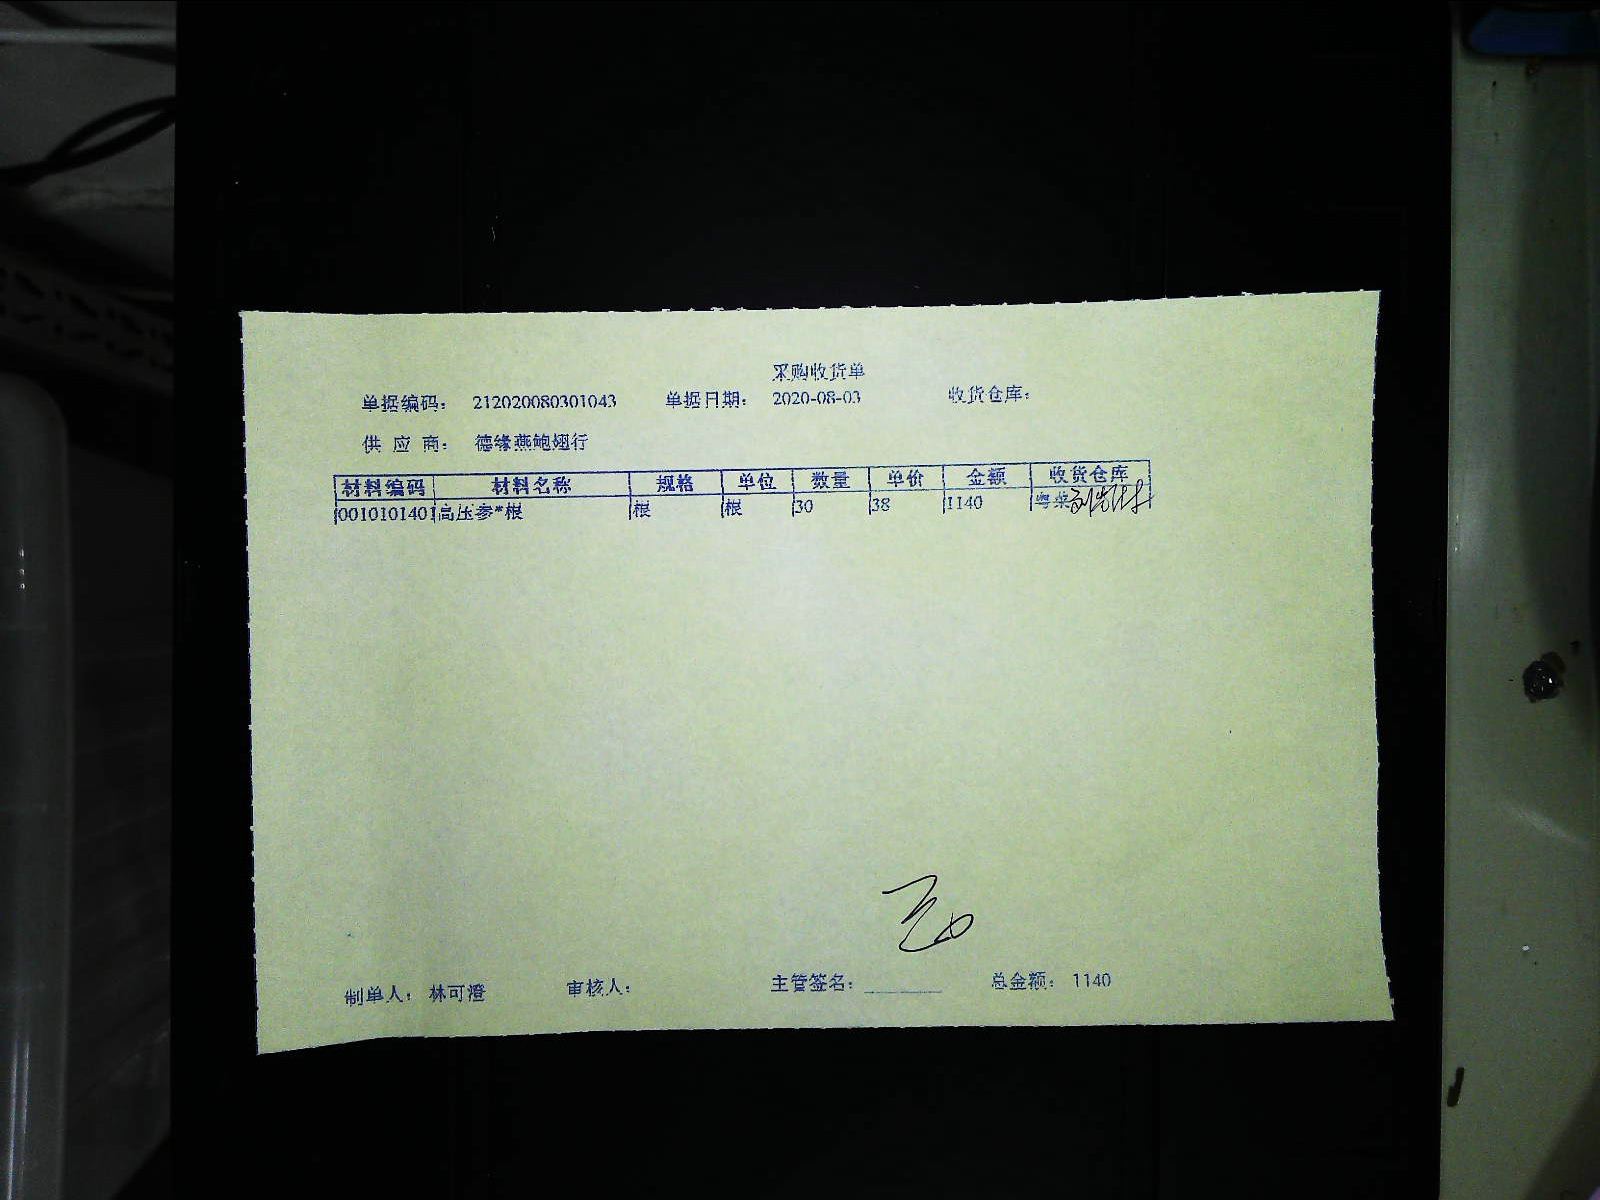 采购收货单
单据编码： 212020080301043 单据日期： 2020-08-03 收货仓库：
供 应 商： 德缘燕鲍翅行
材料编码 材料名称 规格 单位 数量 单价 金额 收货仓库
0010101401 高压参*根 根 根 30 38 1140 粤菜
制单人： 林可澄 审核人： 主管签名： 总金额： 1140